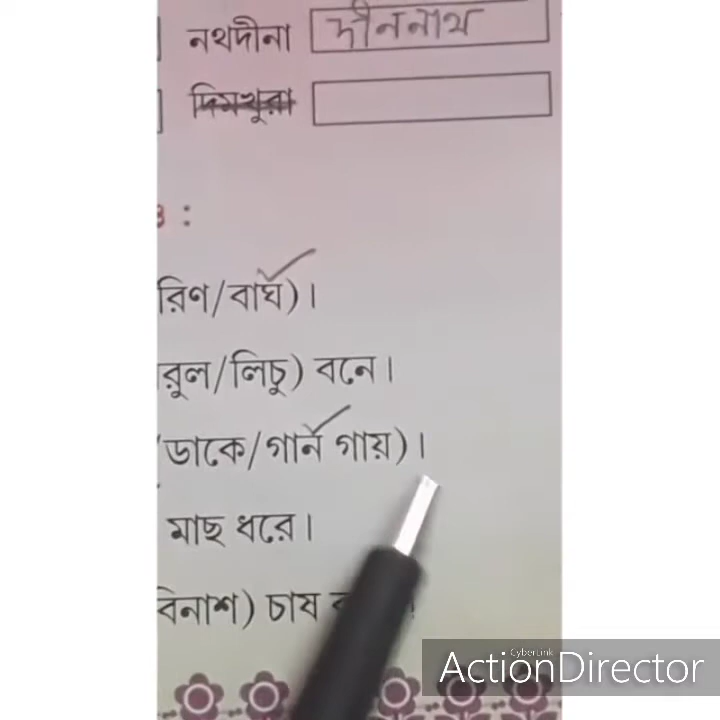 নথদীনা দীননাথ
দিমখুরা
ও :
রিণ/বাঘ)।
রুল/লিচু) বনে।
ডাকে/গান গায়)।
মাছ ধরে।
বিনাশ) চাষ
CyberLink
ActionDirector